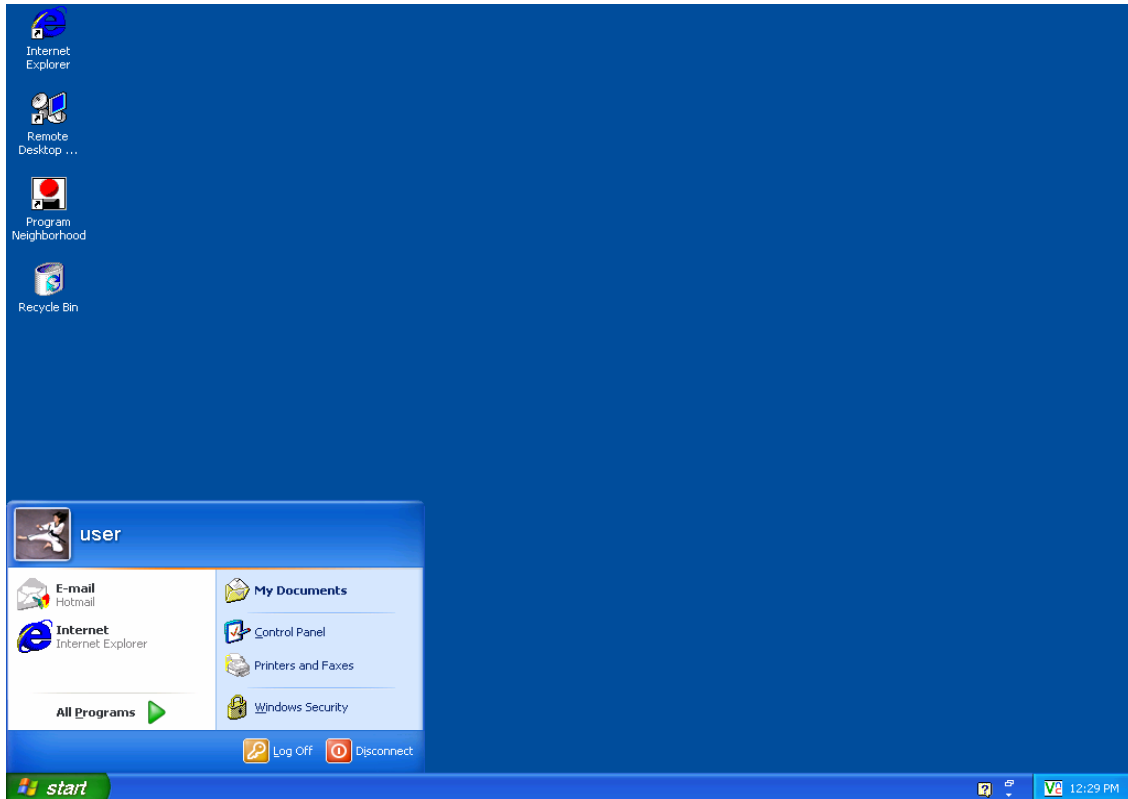 Internet
Explorer
Remote
Desktop ...
Program
Neighborhood
Recycle Bin
user
E-mail
Hotmail
Internet
Internet Explorer
All Programs
My Documents
Control Panel
Printers and Faxes
Windows Security
Log Off
Disconnect
start
12:29 PM